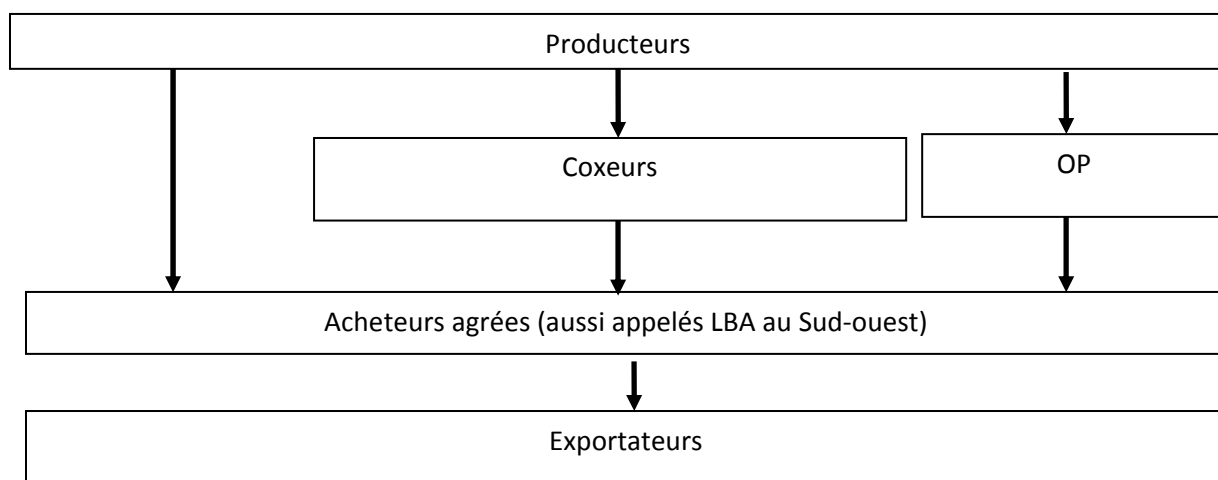 Producteurs
Coxeurs
OP
Acheteurs agrées (aussi appelés LBA au Sud-ouest)
Exportateurs